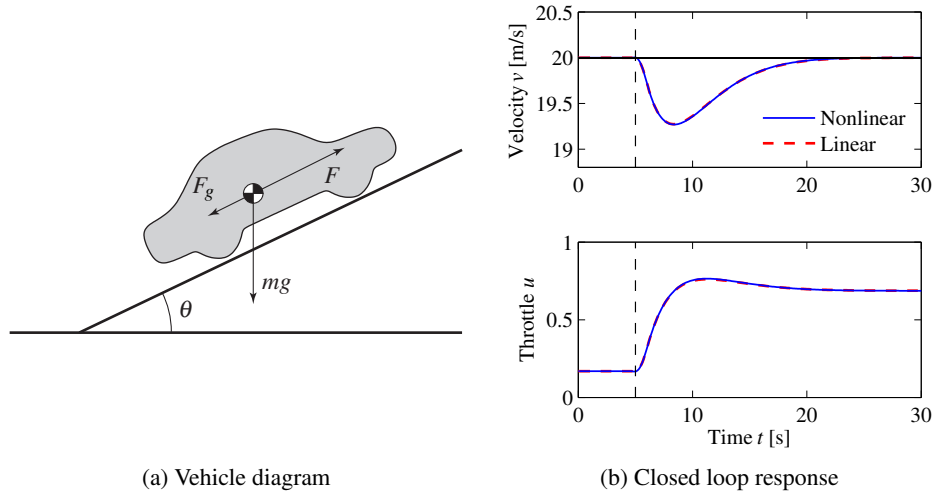 F_g
F
mg
θ
(a) Vehicle diagram
20.5
20
19.5
19
Velocity v [m/s]
Nonlinear
Linear
0
10
20
30
1
0.5
0
Throttle u
0
10
20
30
Time t [s]
(b) Closed loop response